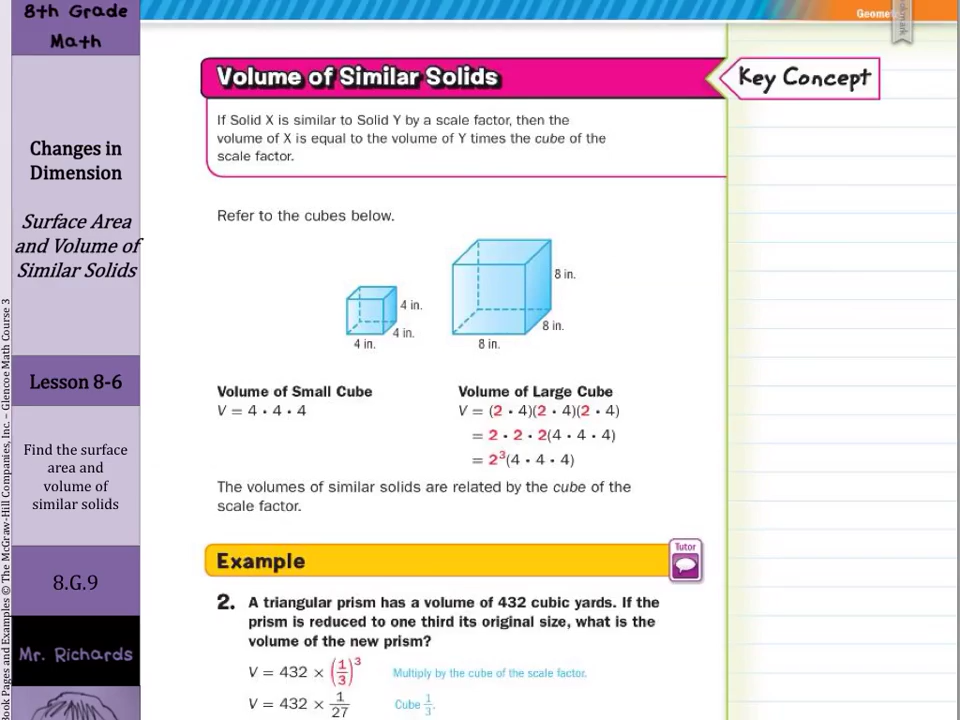 8th Grade
Math
Changes in
Dimension
Surface Area
and Volume of
Similar Solids
Lesson 8-6
Find the surface
area and
volume of
similar solids
8.G.9
Mr. Richards
Book Pages and Examples © The McGraw-Hill Companies, Inc. – Glencoe Math Course 3
Volume of Similar Solids
Key Concept
If Solid X is similar to Solid Y by a scale factor, then the
volume of X is equal to the volume of Y times the cube of the
scale factor.
Refer to the cubes below.
4 in.
4 in.
4 in.
8 in.
8 in.
8 in.
Volume of Small Cube
V = 4 • 4 • 4
Volume of Large Cube
V = (2 • 4)(2 • 4)(2 • 4)
= 2 • 2 • 2(4 • 4 • 4)
= 2³(4 • 4 • 4)
The volumes of similar solids are related by the cube of the
scale factor.
Example
Tutor
2. A triangular prism has a volume of 432 cubic yards. If the
prism is reduced to one third its original size, what is the
volume of the new prism?
V = 432 × (1/3)³ Multiply by the cube of the scale factor.
V = 432 × 1/27 Cube 1/3.